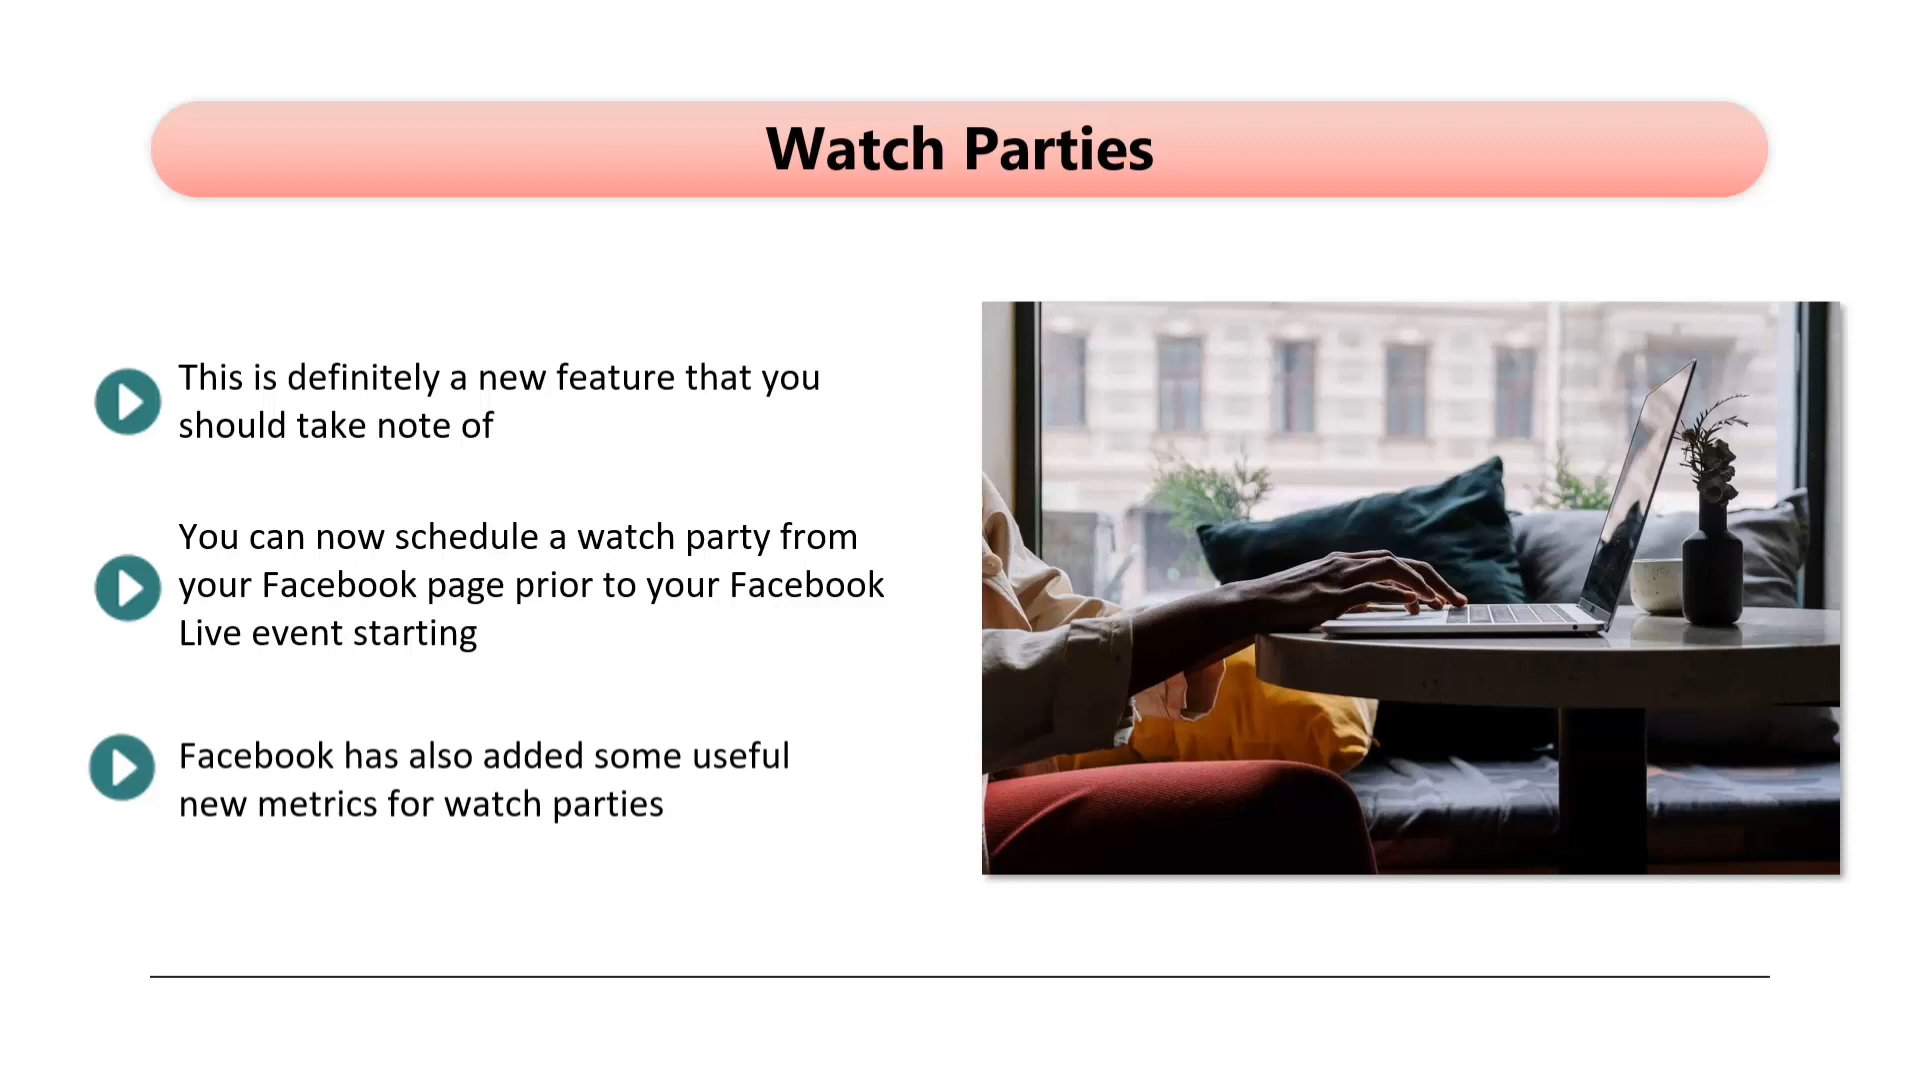 Watch Parties
This is definitely a new feature that you
should take note of
You can now schedule a watch party from
your Facebook page prior to your Facebook
Live event starting
Facebook has also added some useful
new metrics for watch parties